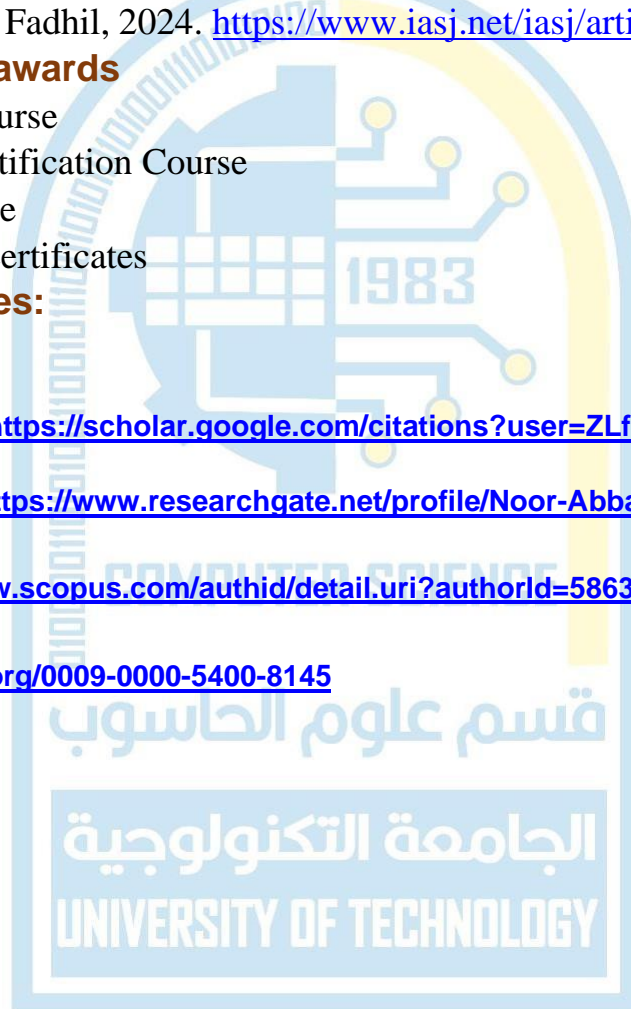 Fadhil, 2024. https://www.iasj.net/iasj/arti
awards
urse
tification Course
e
ertificates
es:
1983
https://scholar.google.com/citations?user=ZLf
ttps://www.researchgate.net/profile/Noor-Abba
w.scopus.com/authid/detail.uri?authorId=5863
COMPUTER SCIENCE
org/0009-0000-5400-8145
قسم علوم الحاسوب
الجامعة التكنولوجية
UNIVERSITY OF TECHNOLOGY